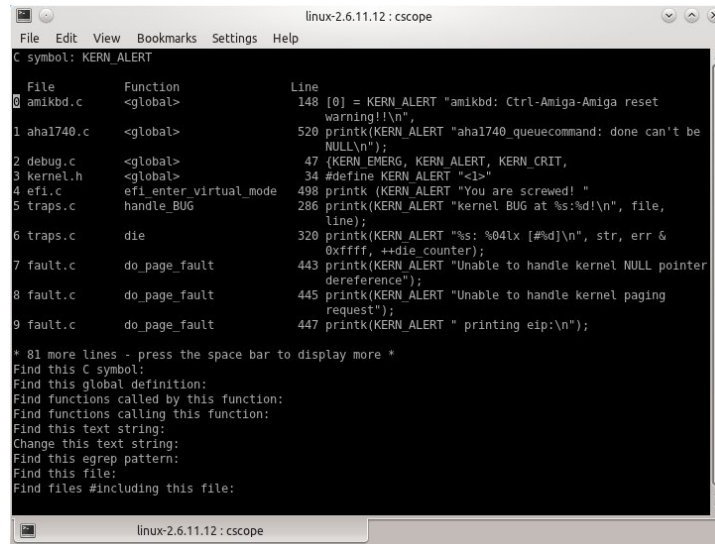 linux-2.6.11.12 : cscope
File Edit View Bookmarks Settings Help
C symbol: KERN_ALERT
File Function Line
0 amikbd.c <global> 148 [0] = KERN_ALERT "amikbd: Ctrl-Amiga-Amiga reset
warning!!\n",
1 aha1740.c <global> 520 printk(KERN_ALERT "aha1740_queuecommand: done can't be
NULL\n");
2 debug.c <global> 47 {KERN_EMERG, KERN_ALERT, KERN_CRIT,
3 kernel.h <global> 34 #define KERN_ALERT "<1>"
4 efi.c efi_enter_virtual_mode 498 printk (KERN_ALERT "You are screwed! "
5 traps.c handle_BUG 286 printk(KERN_ALERT "kernel BUG at %s:%d!\n", file,
line);
6 traps.c die 320 printk(KERN_ALERT "%s: %04lx [#%d]\n", str, err &
0xffff, ++die_counter);
7 fault.c do_page_fault 443 printk(KERN_ALERT "Unable to handle kernel NULL pointer
dereference");
8 fault.c do_page_fault 445 printk(KERN_ALERT "Unable to handle kernel paging
request");
9 fault.c do_page_fault 447 printk(KERN_ALERT " printing eip:\n");
* 81 more lines - press the space bar to display more *
Find this C symbol:
Find this global definition:
Find functions called by this function:
Find functions calling this function:
Find this text string:
Change this text string:
Find this egrep pattern:
Find this file:
Find files #including this file:
linux-2.6.11.12 : cscope